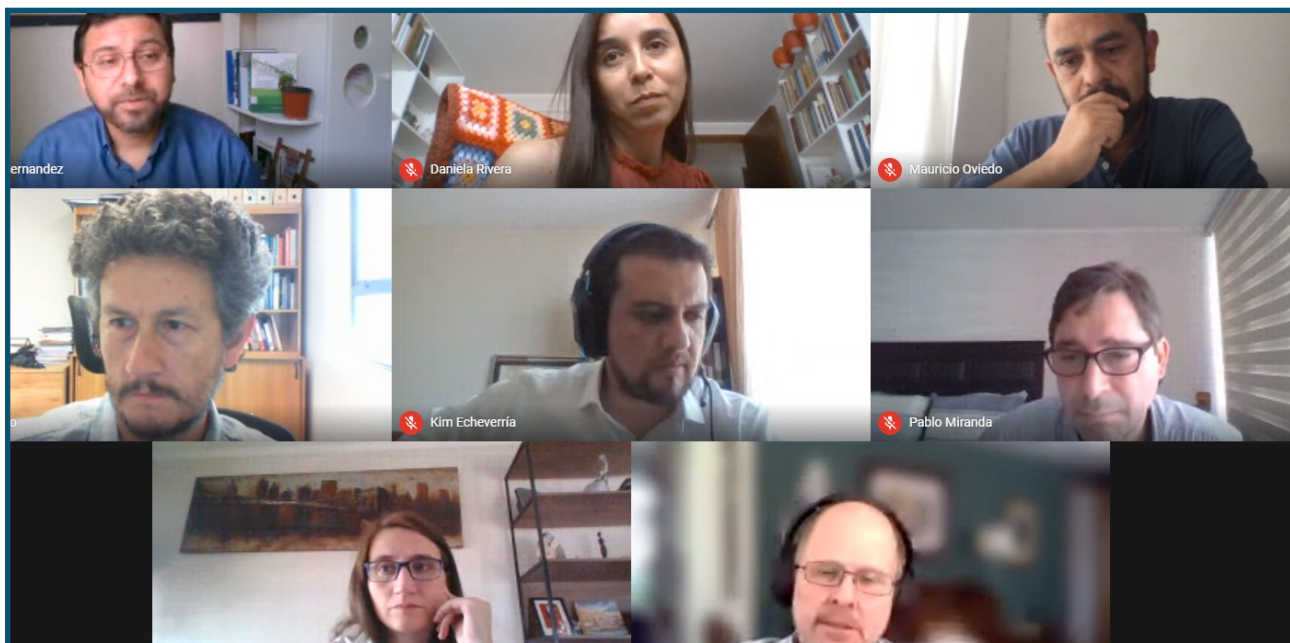 ernandez
Daniela Rivera
Mauricio Oviedo
o
Kim Echeverría
Pablo Miranda